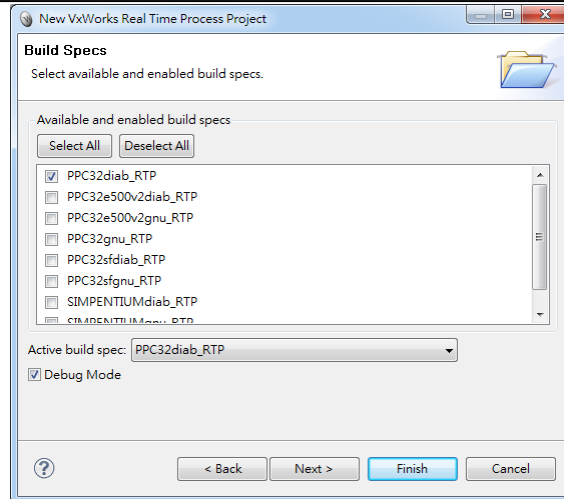 New VxWorks Real Time Process Project
Build Specs
Select available and enabled build specs.
Available and enabled build specs
Select All Deselect All
PPC32diab_RTP
PPC32e500v2diab_RTP
PPC32e500v2gnu_RTP
PPC32gnu_RTP
PPC32sfdiab_RTP
PPC32sfgnu_RTP
SIMPENTIUMdiab_RTP
SIMPENTIUMgnu_RTP
Active build spec: PPC32diab_RTP
Debug Mode
< Back Next > Finish Cancel